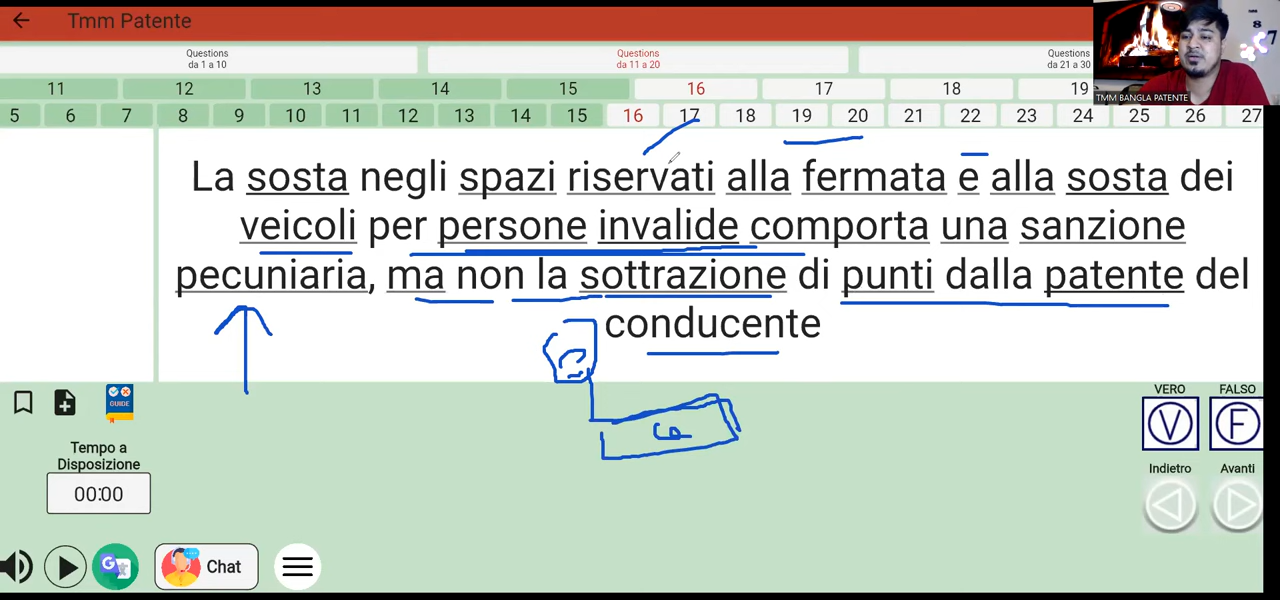 Tmm Patente
Questions
da 1 a 10
Questions
da 11 a 20
Questions
da 21 a 30
11 12 13 14 15 16 17 18 19
5 6 7 8 9 10 11 12 13 14 15 16 17 18 19 20 21 22 23 24 25 26 27
TMM BANGLA PATENTE
La sosta negli spazi riservati alla fermata e alla sosta dei
veicoli per persone invalide comporta una sanzione
pecuniaria, ma non la sottrazione di punti dalla patente del
conducente
GUIDE
VERO FALSO
V F
Tempo a
Disposizione
00:00
Indietro Avanti
Chat